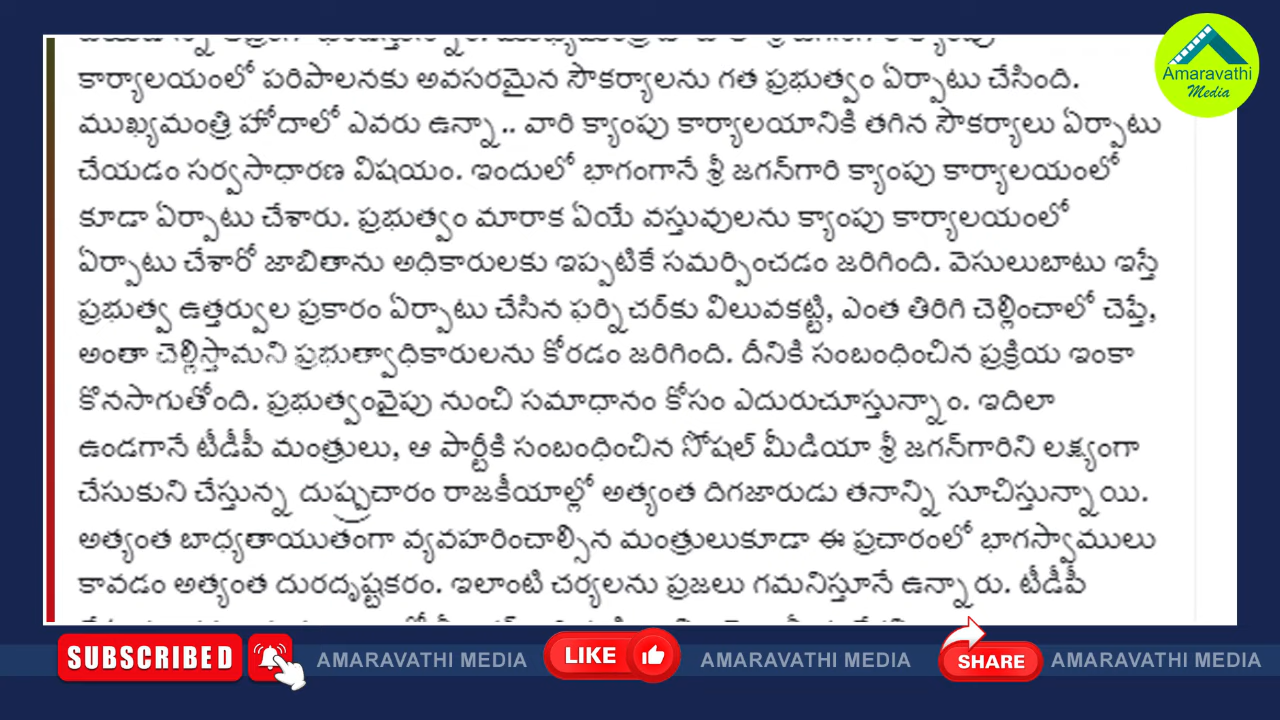 కార్యాలయంలో పరిపాలనకు అవసరమైన సౌకర్యాలను గత ప్రభుత్వం ఏర్పాటు చేసింది.
ముఖ్యమంత్రి హోదాలో ఎవరు ఉన్నా.. వారి క్యాంపు కార్యాలయానికి తగిన సౌకర్యాలు ఏర్పాటు
చేయడం సర్వసాధారణ విషయం. ఇందులో భాగంగానే శ్రీ జగన్‌గారి క్యాంపు కార్యాలయంలో
కూడా ఏర్పాటు చేశారు. ప్రభుత్వం మారాక ఏయే వస్తువులను క్యాంపు కార్యాలయంలో
ఏర్పాటు చేశారో జాబితాను అధికారులకు ఇప్పటికే సమర్పించడం జరిగింది. వెసులుబాటు ఇస్తే
ప్రభుత్వ ఉత్తర్వుల ప్రకారం ఏర్పాటు చేసిన ఫర్నిచర్‌కు విలువకట్టి, ఎంత తిరిగి చెల్లించాలో చెప్తే,
అంతా చెల్లిస్తామని ప్రభుత్వాధికారులను కోరడం జరిగింది. దీనికి సంబంధించిన ప్రక్రియ ఇంకా
కొనసాగుతోంది. ప్రభుత్వంవైపు నుంచి సమాధానం కోసం ఎదురుచూస్తున్నాం. ఇదిలా
ఉండగానే టీడీపీ మంత్రులు, ఆ పార్టీకి సంబంధించిన సోషల్ మీడియా శ్రీ జగన్‌గారిని లక్ష్యంగా
చేసుకుని చేస్తున్న దుష్ప్రచారం రాజకీయాల్లో అత్యంత దిగజారుడు తనాన్ని సూచిస్తున్నాయి.
అత్యంత బాధ్యతాయుతంగా వ్యవహరించాల్సిన మంత్రులుకూడా ఈ ప్రచారంలో భాగస్వాములు
కావడం అత్యంత దురదృష్టకరం. ఇలాంటి చర్యలను ప్రజలు గమనిస్తూనే ఉన్నారు. టీడీపీ
Amaravathi
Media
SUBSCRIBED AMARAVATHI MEDIA LIKE AMARAVATHI MEDIA SHARE AMARAVATHI MEDIA